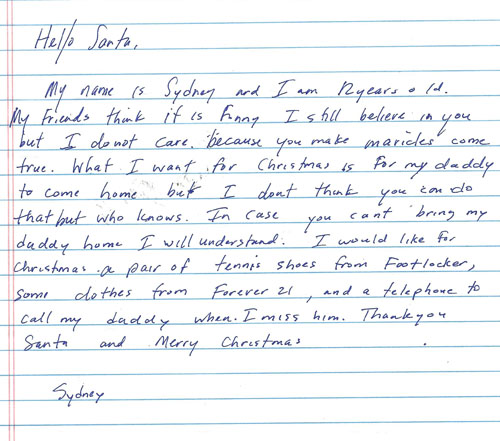 Hello Santa,
My name is Sydney and I am 12 years old.
My friends think it is funny I still believe in you
but I do not care. because you make maricles come
true. What I want for Christmas is for my daddy
to come home but I dont think you can do
that but who knows. In case you cant bring my
daddy home I will understand. I would like for
Christmas a pair of tennis shoes from Footlocker,
some clothes from Forever 21, and a telephone to
call my daddy when I miss him. Thank you
Santa and Merry Christmas.
Sydney